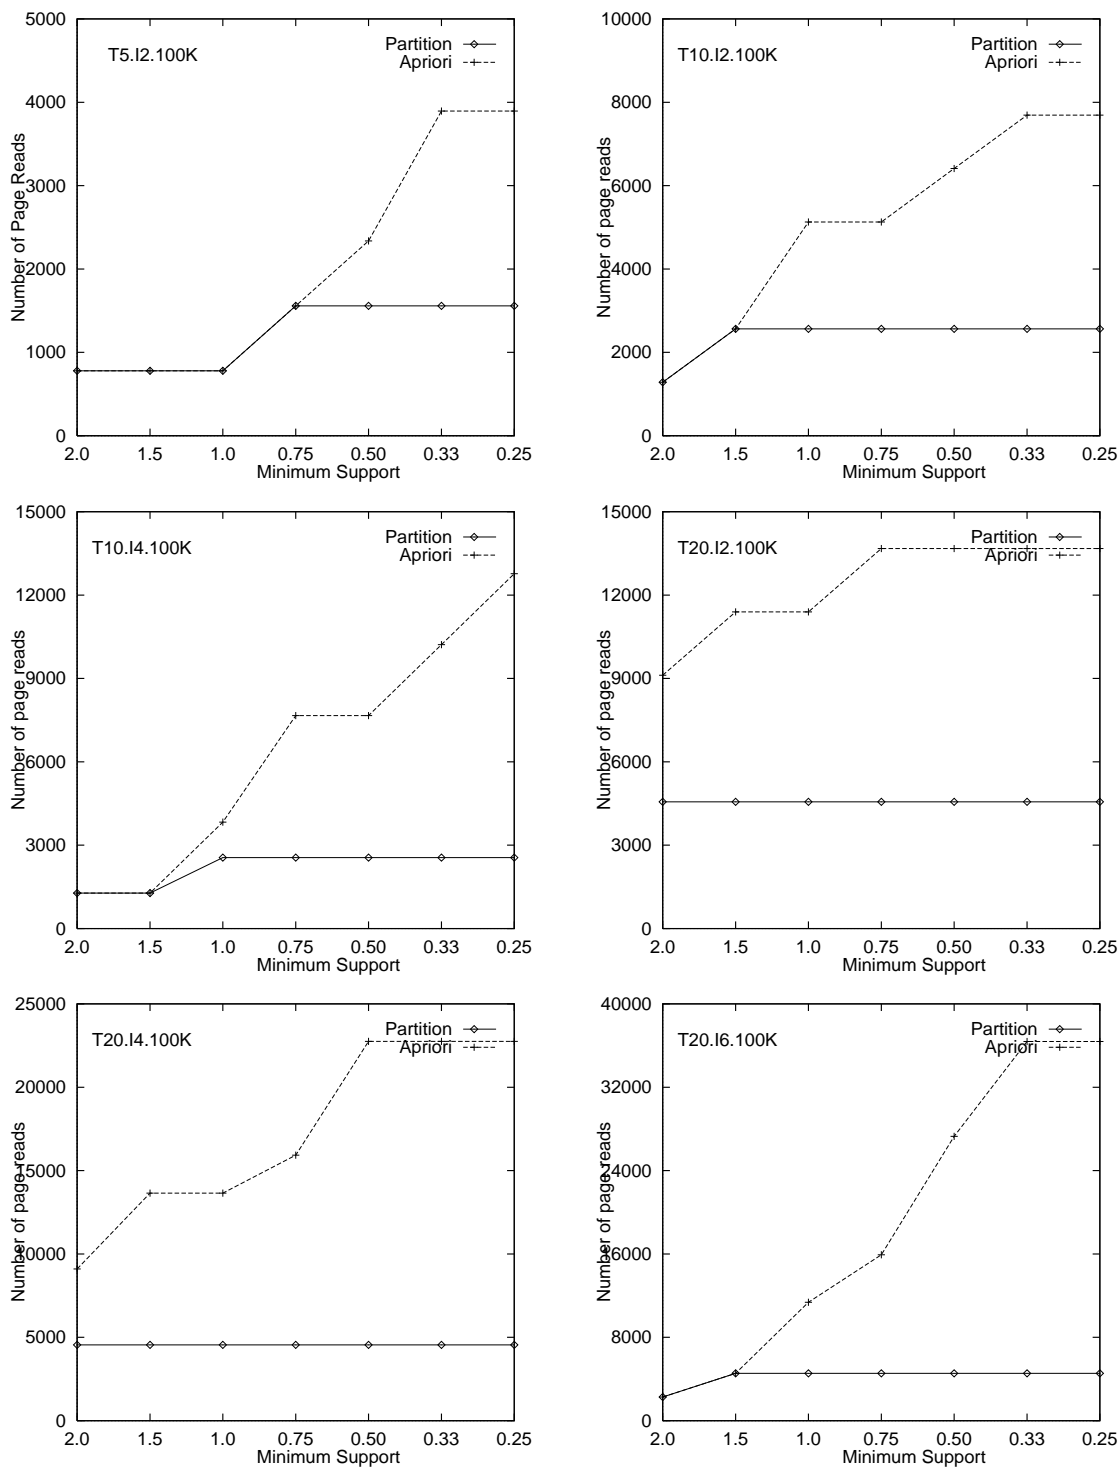 T5.I2.100K
Partition
Apriori
Number of Page Reads
5000
4000
3000
2000
1000
0
2.0 1.5 1.0 0.75 0.50 0.33 0.25
Minimum Support
T10.I2.100K
Partition
Apriori
Number of page reads
10000
8000
6000
4000
2000
0
2.0 1.5 1.0 0.75 0.50 0.33 0.25
Minimum Support
T10.I4.100K
Partition
Apriori
Number of page reads
15000
12000
9000
6000
3000
0
2.0 1.5 1.0 0.75 0.50 0.33 0.25
Minimum Support
T20.I2.100K
Partition
Apriori
Number of page reads
15000
12000
9000
6000
3000
0
2.0 1.5 1.0 0.75 0.50 0.33 0.25
Minimum Support
T20.I4.100K
Partition
Apriori
Number of page reads
25000
20000
15000
10000
5000
0
2.0 1.5 1.0 0.75 0.50 0.33 0.25
Minimum Support
T20.I6.100K
Partition
Apriori
Number of page reads
40000
32000
24000
16000
8000
0
2.0 1.5 1.0 0.75 0.50 0.33 0.25
Minimum Support